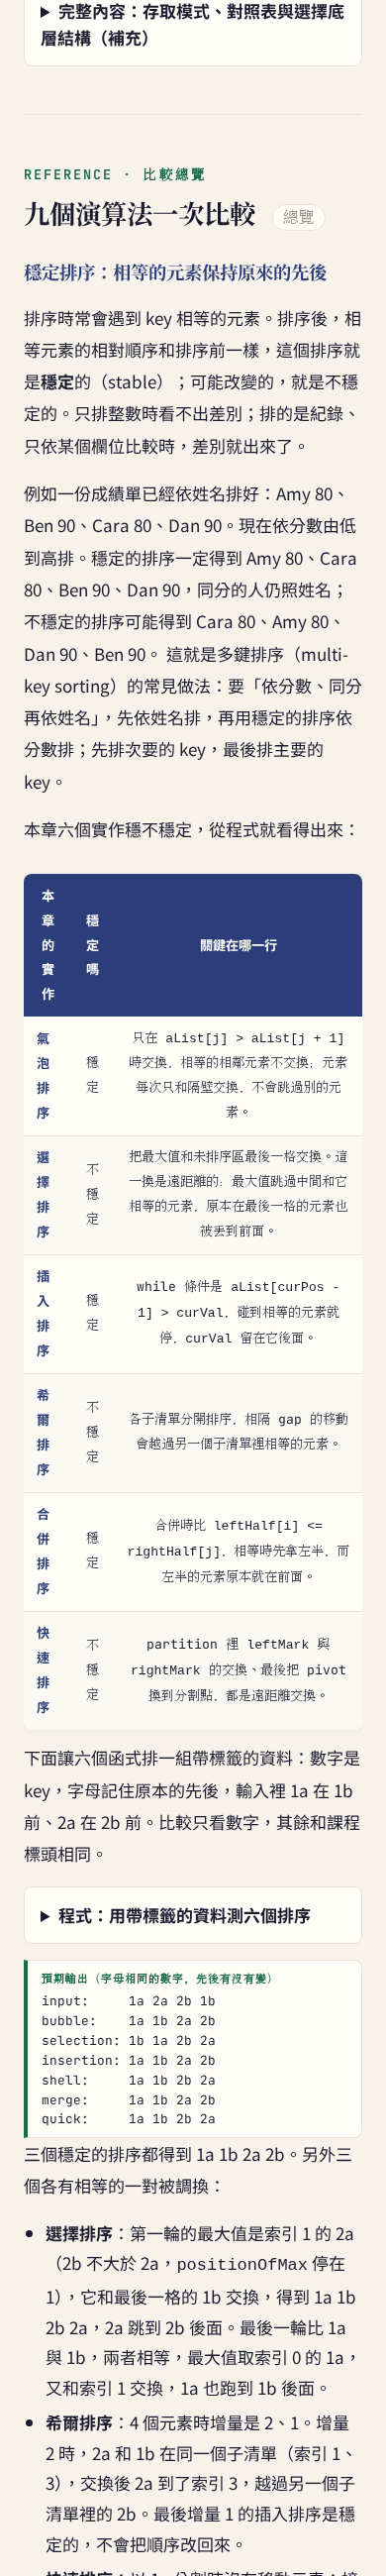 ▶ 完整內容：存取模式、對照表與選擇底
層結構（補充）
REFERENCE · 比較總覽
九個演算法一次比較 總覽
穩定排序：相等的元素保持原來的先後
排序時常會遇到 key 相等的元素。排序後，相
等元素的相對順序和排序前一樣，這個排序就
是穩定的（stable）；可能改變的，就是不穩
定的。只排整數時看不出差別；排的是紀錄、
只依某個欄位比較時，差別就出來了。
例如一份成績單已經依姓名排好：Amy 80、
Ben 90、Cara 80、Dan 90。現在依分數由低
到高排。穩定的排序一定得到 Amy 80、Cara
80、Ben 90、Dan 90，同分的人仍照姓名；
不穩定的排序可能得到 Cara 80、Amy 80、
Dan 90、Ben 90。 這就是多鍵排序（multi-
key sorting）的常見做法：要「依分數、同分
再依姓名」，先依姓名排，再用穩定的排序依
分數排；先排次要的 key，最後排主要的
key。
本章六個實作穩不穩定，從程式就看得出來：
本章的實作 穩定嗎 關鍵在哪一行
氣泡排序 穩定 只在 aList[j] > aList[j + 1]
時交換，相等的相鄰元素不交換；元素
每次只和隔壁交換，不會跳過別的元
素。
選擇排序 不穩定 把最大值和未排序區最後一格交換。這
一換是遠距離的：最大值跳過中間和它
相等的元素，原本在最後一格的元素也
被丟到前面。
插入排序 穩定 while 條件是 aList[curPos -
1] > curVal，碰到相等的元素就
停，curVal 留在它後面。
希爾排序 不穩定 各子清單分開排序，相隔 gap 的移動
會越過另一個子清單裡相等的元素。
合併排序 穩定 合併時比 leftHalf[i] <=
rightHalf[j]，相等時先拿左半，而
左半的元素原本就在前面。
快速排序 不穩定 partition 裡 leftMark 與
rightMark 的交換、最後把 pivot
換到分割點，都是遠距離交換。
下面讓六個函式排一組帶標籤的資料：數字是
key，字母記住原本的先後，輸入裡 1a 在 1b
前、2a 在 2b 前。比較只看數字，其餘和課程
標頭相同。
▶ 程式：用帶標籤的資料測六個排序
預期輸出（字母相同的數字，先後有沒有變）
input: 1a 2a 2b 1b
bubble: 1a 1b 2a 2b
selection: 1b 1a 2b 2a
insertion: 1a 1b 2a 2b
shell: 1a 1b 2b 2a
merge: 1a 1b 2a 2b
quick: 1a 1b 2b 2a
三個穩定的排序都得到 1a 1b 2a 2b。另外三
個各有相等的一對被調換：
• 選擇排序：第一輪的最大值是索引 1 的 2a
（2b 不大於 2a，positionOfMax 停在
1），它和最後一格的 1b 交換，得到 1a 1b
2b 2a，2a 跳到 2b 後面。最後一輪比 1a
與 1b，兩者相等，最大值取索引 0 的 1a，
又和索引 1 交換，1a 也跑到 1b 後面。
• 希爾排序：4 個元素時增量是 2、1。增量
2 時，2a 和 1b 在同一個子清單（索引 1、
3），交換後 2a 到了索引 3，越過另一個子
清單裡的 2b。最後增量 1 的插入排序是穩
定的，不會把順序改回來。